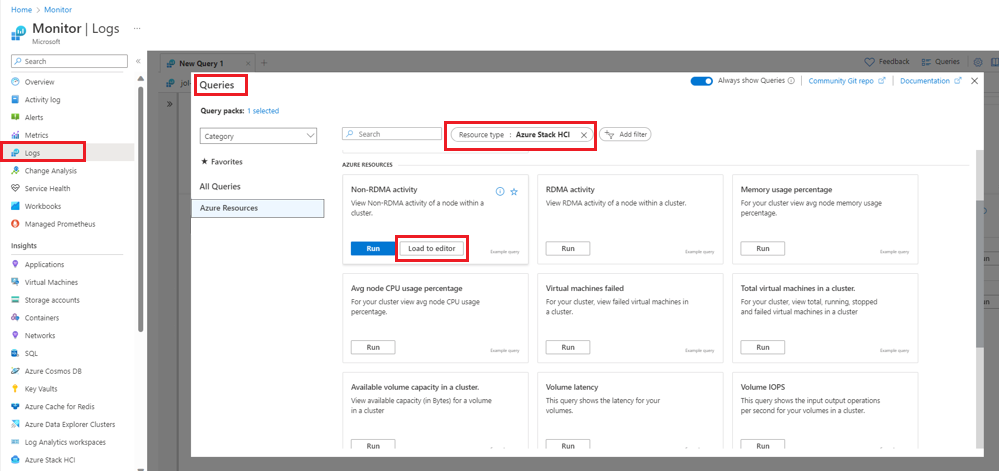 Home > Monitor
Monitor | Logs ...
Microsoft
Search
«
Overview
Activity log
Alerts
Metrics
Logs
Change Analysis
Service Health
Workbooks
Managed Prometheus
Insights
Applications
Virtual Machines
Storage accounts
Containers
Networks
SQL
Azure Cosmos DB
Key Vaults
Azure Cache for Redis
Azure Data Explorer Clusters
Log Analytics workspaces
Azure Stack HCI
New Query 1 × +
Feedback Queries
»
Queries
Always show Queries Community Git repo Documentation ×
Query packs: 1 selected
Category
Favorites
All Queries
Azure Resources
Search
Resource type : Azure Stack HCI ×
Add filter
AZURE RESOURCES
Non-RDMA activity
View Non-RDMA activity of a node within a
cluster.
Run Load to editor Example query
RDMA activity
View RDMA activity of a node within a cluster.
Run Example query
Memory usage percentage
For your cluster view avg node memory usage
percentage.
Run Example query
Avg node CPU usage percentage
For your cluster view avg node CPU usage
percentage.
Run Example query
Virtual machines failed
For your cluster, view failed virtual machines in
a cluster.
Run Example query
Total virtual machines in a cluster.
For your cluster, view total, running, stopped
and failed virtual machines in a cluster
Run Example query
Available volume capacity in a cluster.
View available capacity (in Bytes) for a volume
in a cluster
Run Example query
Volume latency
This query shows the latency for your
volumes.
Run Example query
Volume IOPS
This query shows the input output operations
per second for your volumes in a cluster.
Run Example query